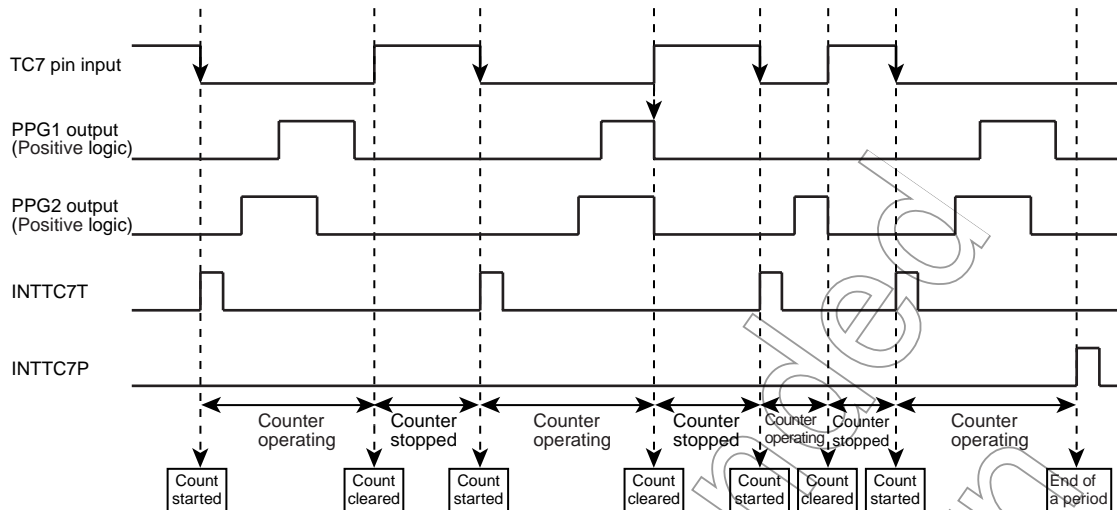 TC7 pin input
PPG1 output
(Positive logic)
PPG2 output
(Positive logic)
INTTC7T
INTTC7P
Counter
operating
Counter
stopped
Counter
operating
Counter
stopped
Counter
operating
Counter
stopped
Counter
operating
Count
started
Count
cleared
Count
started
Count
cleared
Count
started
Count
cleared
Count
started
End of
a period
nded
n